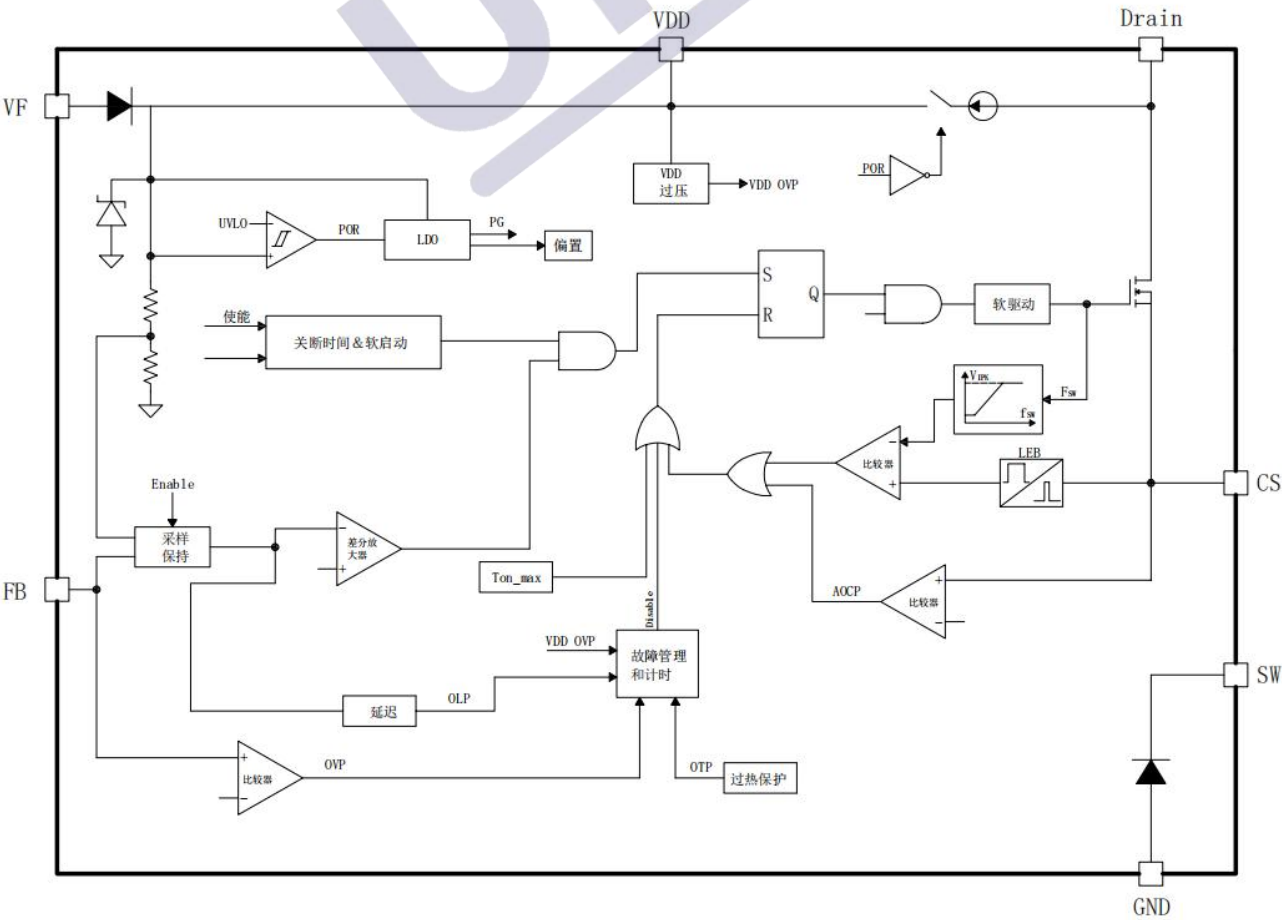 VDD
Drain
VF
VDD
过压
VDD OVP
POR
UVLO
+
POR
LDO
PG
偏置
S
R
Q
软驱动
使能
关断时间&软启动
V_IPK
f_SW
F_SW
比较器
-
+
LEB
CS
Enable
采样
保持
-
+
差分放
大器
FB
Ton_max
Disable
AOCP
+
-
比较器
VDD OVP
故障管理
和计时
SW
延迟
OLP
+
-
比较器
OVP
OTP
过热保护
GND